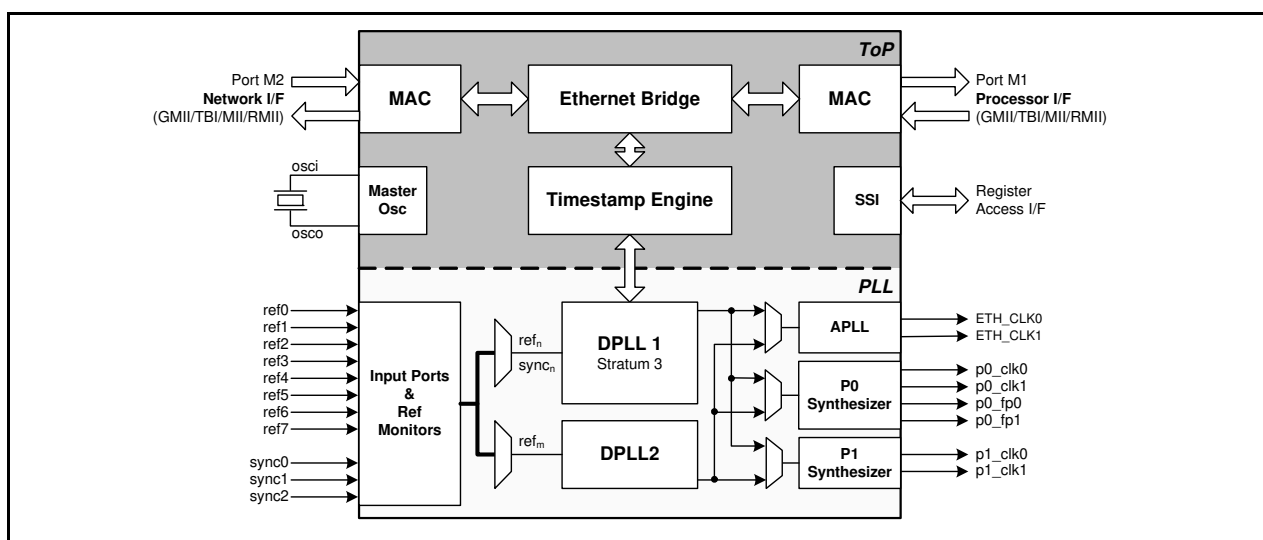 ToP
Port M2
Network I/F
(GMII/TBI/MII/RMII)
MAC
Ethernet Bridge
MAC
Port M1
Processor I/F
(GMII/TBI/MII/RMII)
osci
osco
Master
Osc
Timestamp Engine
SSI
Register
Access I/F
PLL
ref0
ref1
ref2
ref3
ref4
ref5
ref6
ref7
sync0
sync1
sync2
Input Ports
&
Ref
Monitors
refn
syncn
refm
DPLL 1
Stratum 3
DPLL2
APLL
P0
Synthesizer
P1
Synthesizer
ETH_CLK0
ETH_CLK1
p0_clk0
p0_clk1
p0_fp0
p0_fp1
p1_clk0
p1_clk1